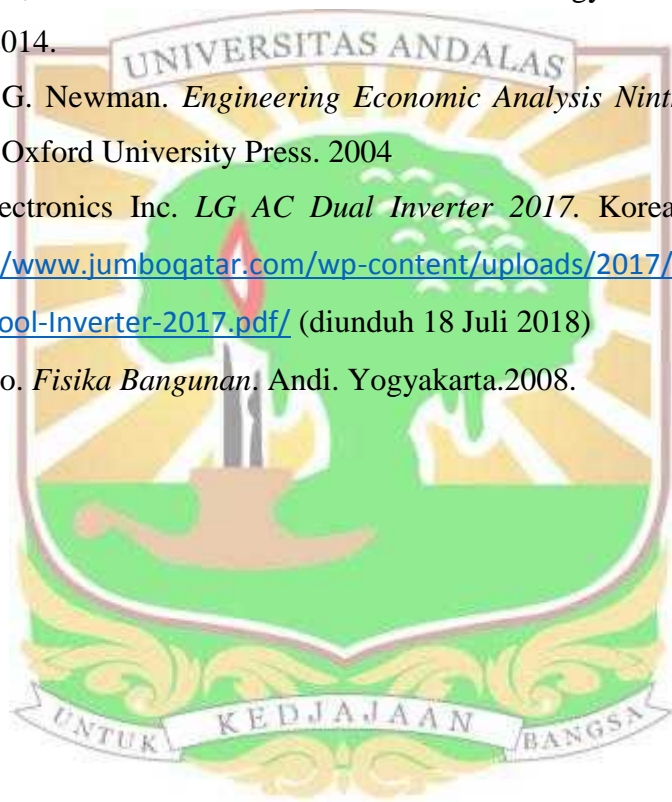 014.
UNIVERSITAS ANDALAS
G. Newman. Engineering Economic Analysis Nint
Oxford University Press. 2004
ectronics Inc. LG AC Dual Inverter 2017. Korea
/www.jumboqatar.com/wp-content/uploads/2017/
ool-Inverter-2017.pdf/ (diunduh 18 Juli 2018)
o. Fisika Bangunan. Andi. Yogyakarta.2008.
UNTUK KEDJAJAAN BANGSA